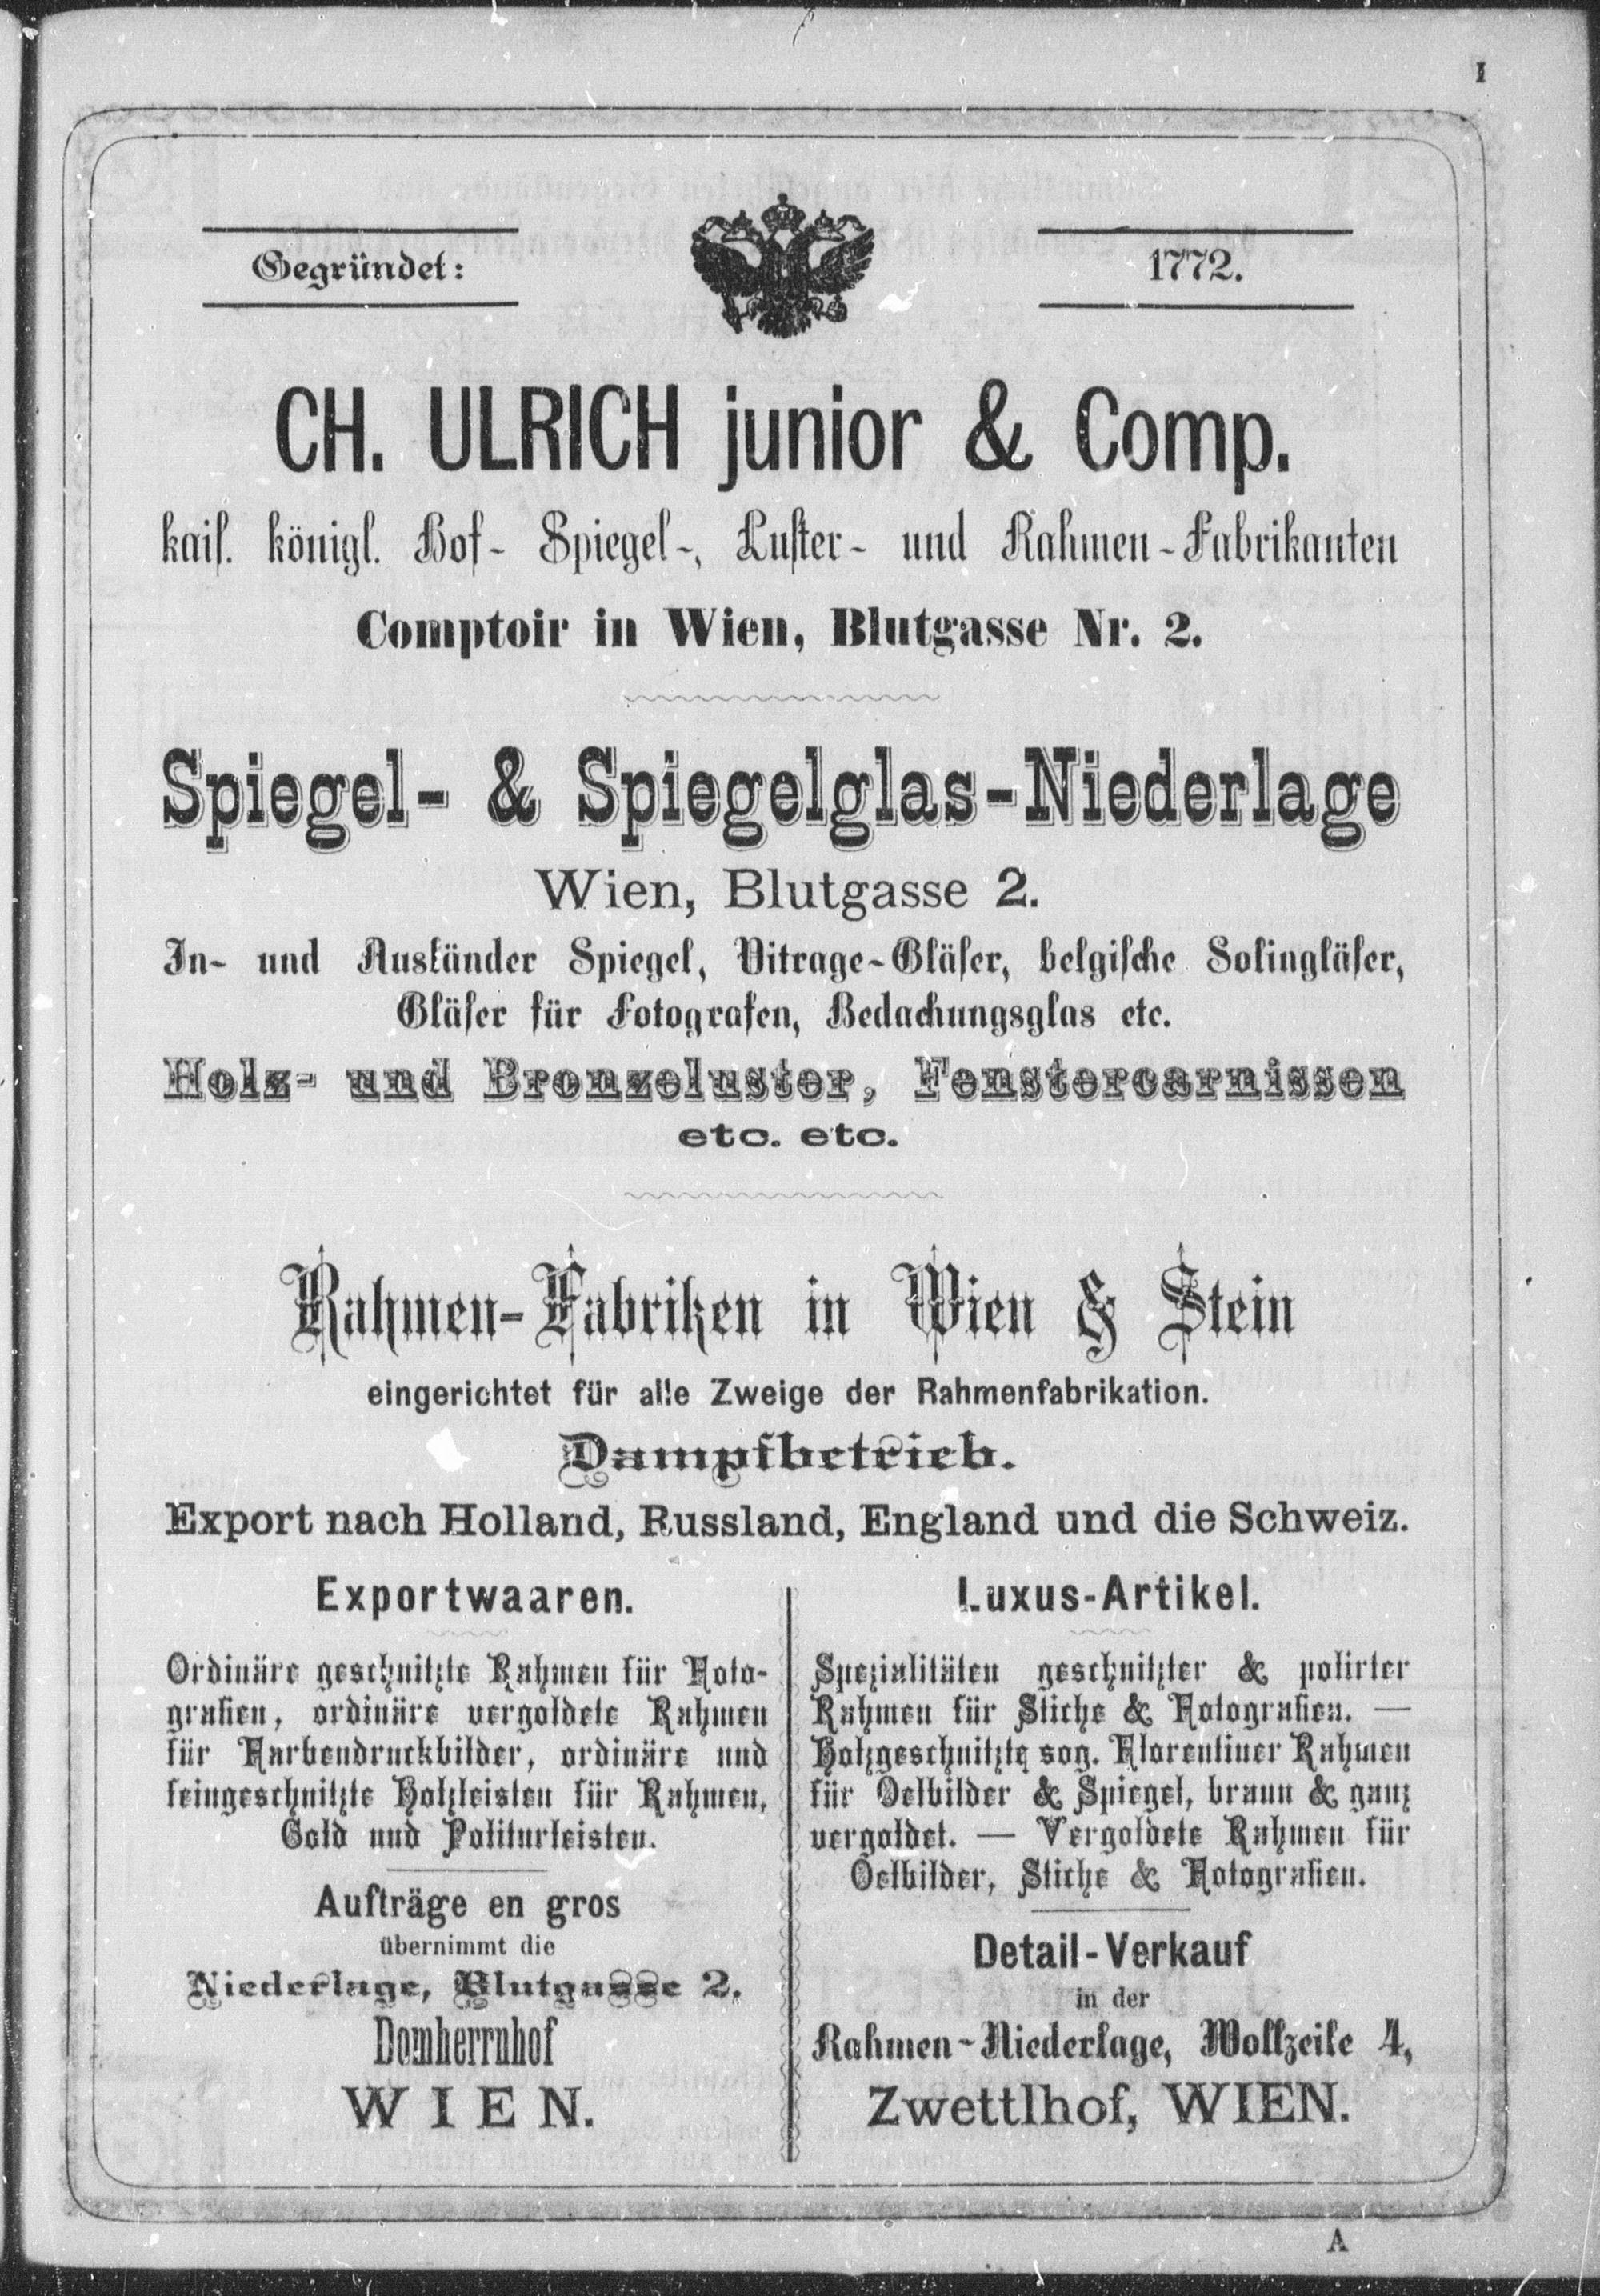 I
Gegründet:
1772.
CH. ULRICH junior & Comp.
kais. königl. Hof- Spiegel-, Luster- und Rahmen-Fabrikanten
Comptoir in Wien, Blutgasse Nr. 2.
Spiegel- & Spiegelglas-Niederlage
Wien, Blutgasse 2.
In- und Ausländer Spiegel, Vitrage-Gläser, belgische Solingläser,
Gläser für Fotografen, Bedachungsglas etc.
Holz- und Bronzeluster, Fenstercarnissen
etc. etc.
Rahmen-Fabriken in Wien & Stein
eingerichtet für alle Zweige der Rahmenfabrikation.
Dampfbetrieb.
Export nach Holland, Russland, England und die Schweiz.
Exportwaaren.
Ordinäre geschnitzte Rahmen für Foto-
grafien, ordinäre vergoldete Rahmen
für Farbendruckbilder, ordinäre und
feingeschnitzte Holzleisten für Rahmen,
Gold und Politurleisten.
Aufträge en gros
übernimmt die
Niederlage, Blutgasse 2,
Domherrnhof
WIEN.
Luxus-Artikel.
Spezialitäten geschnitzter & polirter
Rahmen für Stiche & Fotografien. —
Holzgeschnitzte sog. Florentiner Rahmen
für Oelbilder & Spiegel, braun & ganz
vergoldet. — Vergoldete Rahmen für
Oelbilder, Stiche & Fotografien.
Detail-Verkauf
in der
Rahmen-Niederlage, Wollzeile 4,
Zwettlhof, WIEN.
A